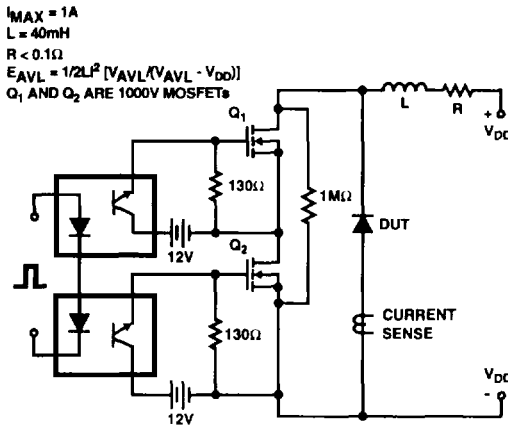 IMAX = 1A
L = 40mH
R < 0.1Ω
EAVL = 1/2LI² [VAVL/(VAVL - VDD)]
Q1 AND Q2 ARE 1000V MOSFETs
Q1
L
R
+
VDD
130Ω
1MΩ
12V
DUT
Q2
130Ω
CURRENT
SENSE
VDD
-
12V